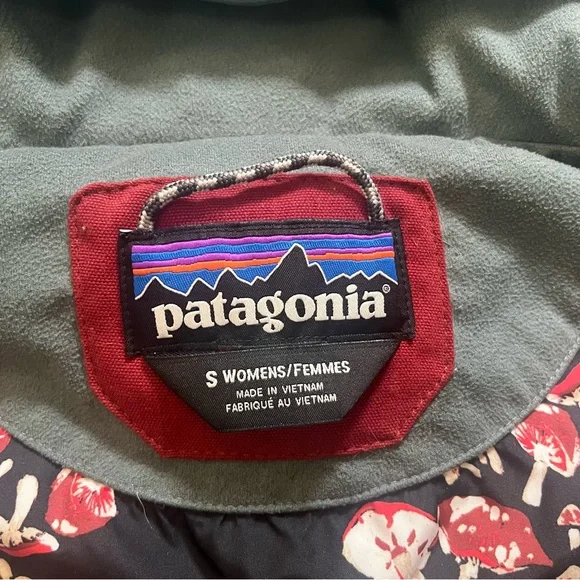 patagonia®
S WOMENS/FEMMES
MADE IN VIETNAM
FABRIQUÉ AU VIETNAM